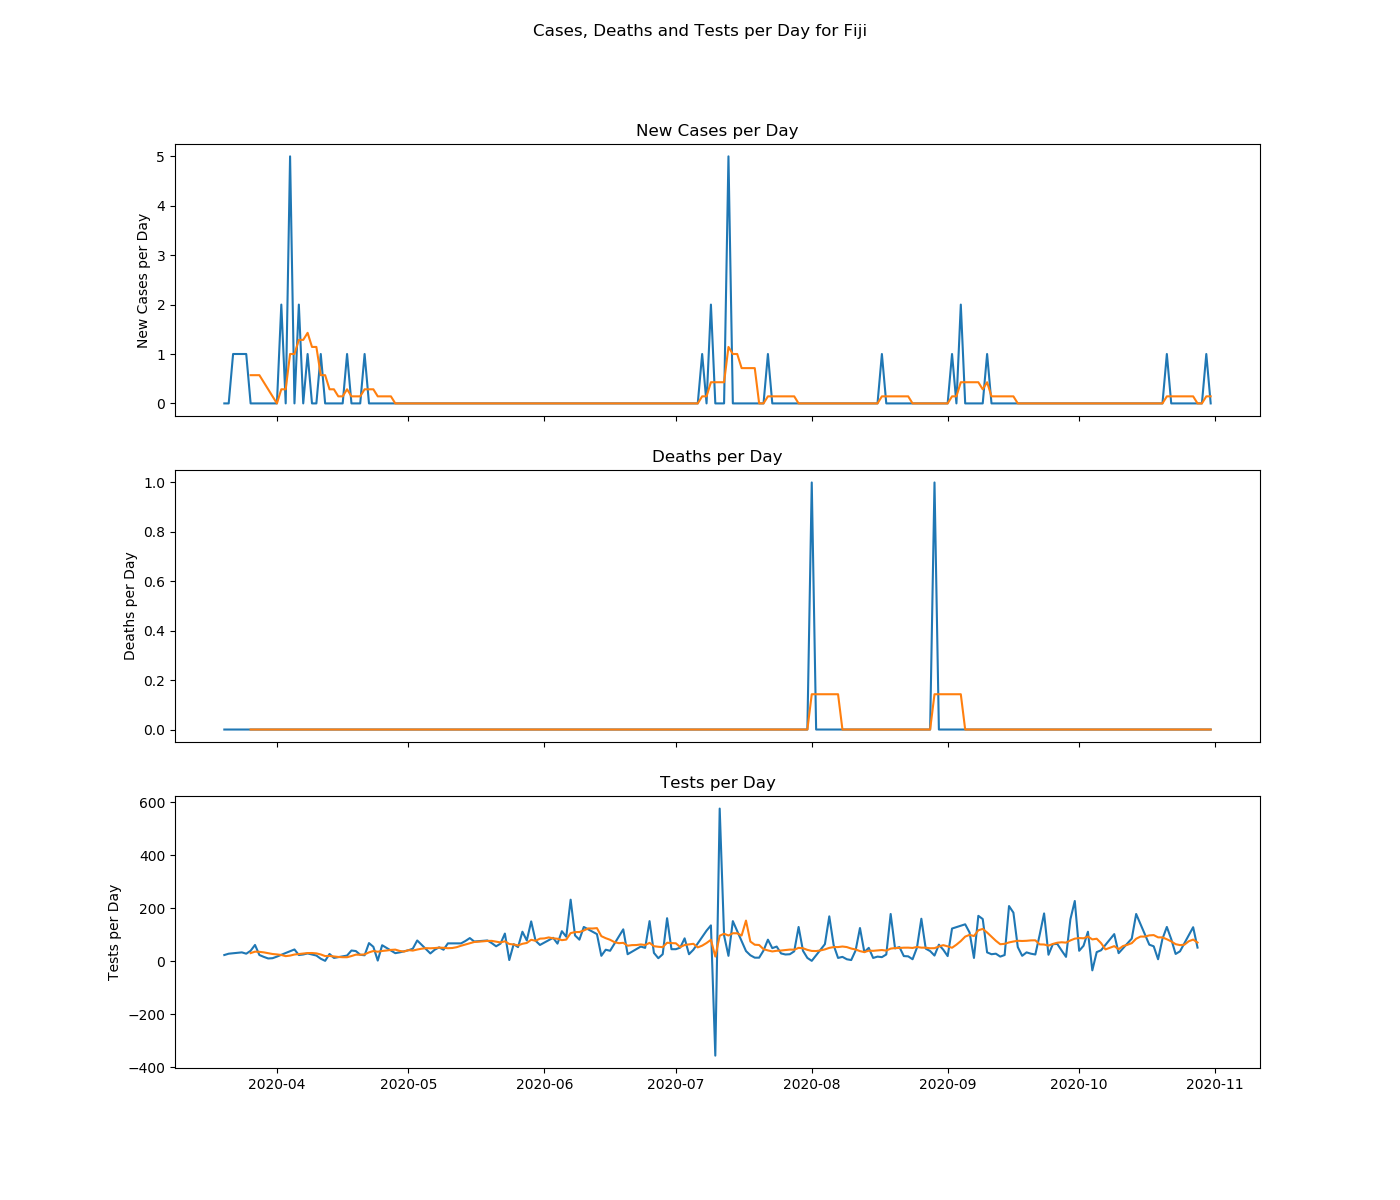 Cases, Deaths and Tests per Day for Fiji
New Cases per Day
New Cases per Day
5
4
3
2
1
0
Deaths per Day
Deaths per Day
1.0
0.8
0.6
0.4
0.2
0.0
Tests per Day
Tests per Day
600
400
200
0
−200
−400
2020-04 2020-05 2020-06 2020-07 2020-08 2020-09 2020-10 2020-11